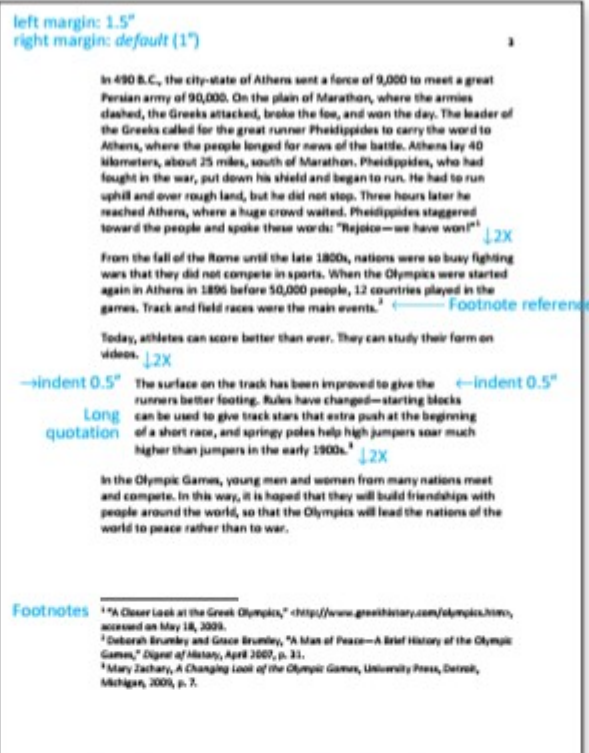 left margin: 1.5"
right margin: default (1")
3
In 490 B.C., the city-state of Athens sent a force of 9,000 to meet a great
Persian army of 90,000. On the plain of Marathon, where the armies
clashed, the Greeks attacked, broke the foe, and won the day. The leader of
the Greeks called for the great runner Pheidippides to carry the word to
Athens, where the people longed for news of the battle. Athens lay 40
kilometers, about 25 miles, south of Marathon. Pheidippides, who had
fought in the war, put down his shield and began to run. He had to run
uphill and over rough land, but he did not stop. Three hours later he
reached Athens, where a huge crowd waited. Pheidippides staggered
toward the people and spoke these words: "Rejoice—we have won!"¹
↓2X
From the fall of the Rome until the late 1800s, nations were so busy fighting
wars that they did not compete in sports. When the Olympics were started
again in Athens in 1896 before 50,000 people, 12 countries played in the
games. Track and field races were the main events.² ← Footnote reference
Today, athletes can score better than ever. They can study their form on
videos. ↓2X
→indent 0.5" The surface on the track has been improved to give the ←indent 0.5"
runners better footing. Rules have changed—starting blocks
Long can be used to give track stars that extra push at the beginning
quotation of a short race, and springy poles help high jumpers soar much
higher than jumpers in the early 1900s.³ ↓2X
In the Olympic Games, young men and women from many nations meet
and compete. In this way, it is hoped that they will build friendships with
people around the world, so that the Olympics will lead the nations of the
world to peace rather than to war.
Footnotes ¹ "A Closer Look at the Greek Olympics," <http://www.greekhistory.com/olympics.htm>,
accessed on May 18, 2009.
² Deborah Brumley and Grace Brumley, "A Man of Peace—A Brief History of the Olympic
Games," Digest of History, April 2007, p. 31.
³ Mary Zachary, A Changing Look of the Olympic Games, University Press, Detroit,
Michigan, 2009, p. 7.